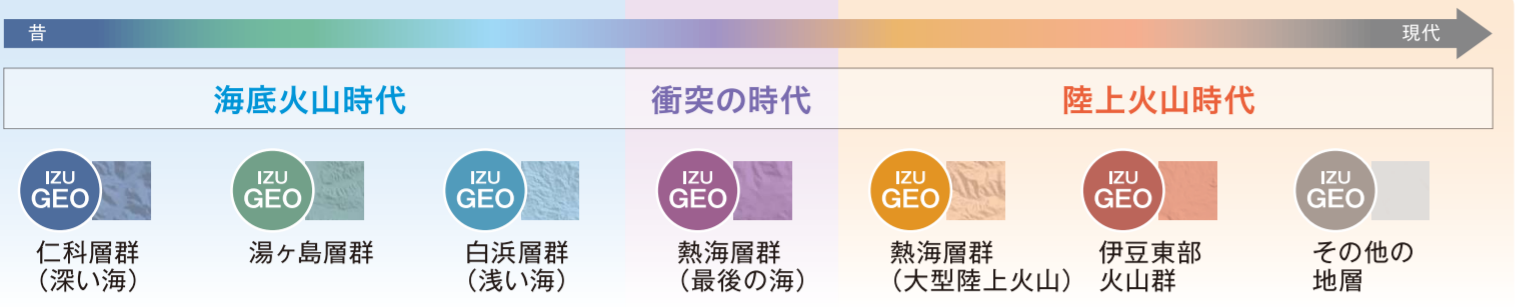 昔
現代
海底火山時代
衝突の時代
陸上火山時代
IZU
GEO
仁科層群
（深い海）
IZU
GEO
湯ヶ島層群
IZU
GEO
白浜層群
（浅い海）
IZU
GEO
熱海層群
（最後の海）
IZU
GEO
熱海層群
（大型陸上火山）
IZU
GEO
伊豆東部
火山群
IZU
GEO
その他の
地層